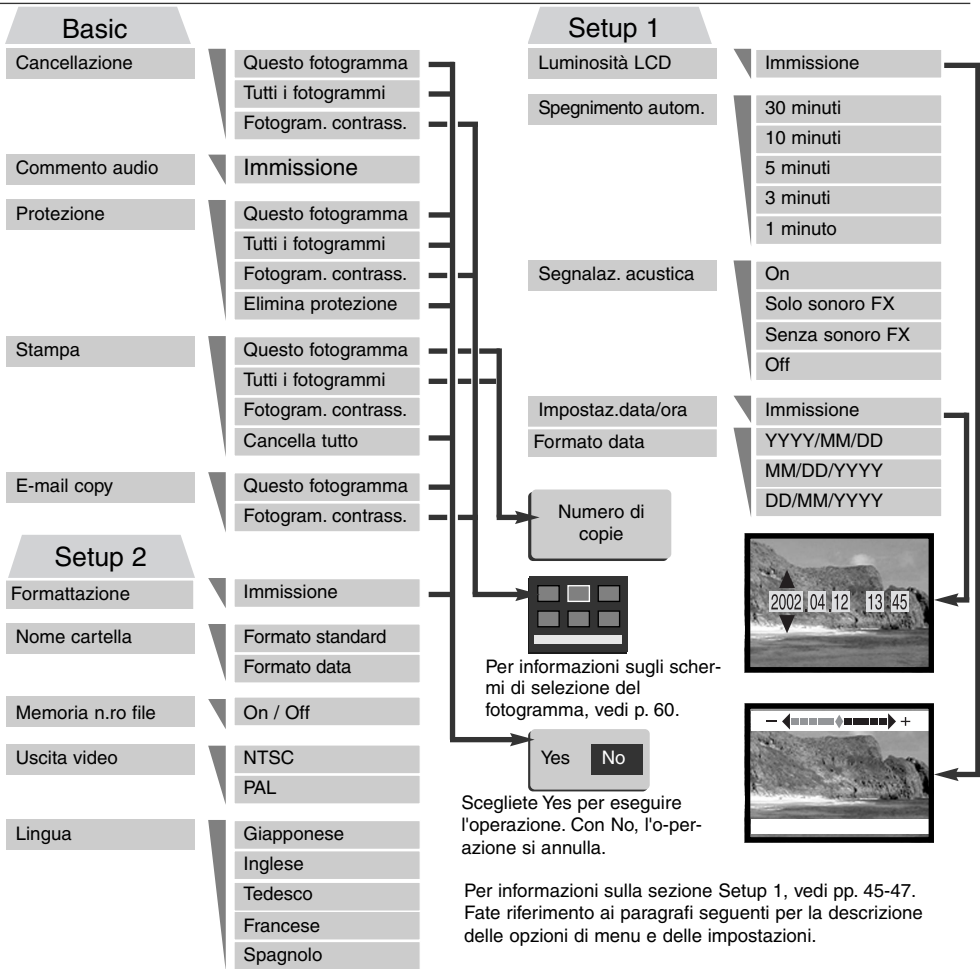 Basic
Cancellazione
Questo fotogramma
Tutti i fotogrammi
Fotogram. contrass.
Commento audio
Immissione
Protezione
Questo fotogramma
Tutti i fotogrammi
Fotogram. contrass.
Elimina protezione
Stampa
Questo fotogramma
Tutti i fotogrammi
Fotogram. contrass.
Cancella tutto
E-mail copy
Questo fotogramma
Fotogram. contrass.
Setup 2
Formattazione
Immissione
Nome cartella
Formato standard
Formato data
Memoria n.ro file
On / Off
Uscita video
NTSC
PAL
Lingua
Giapponese
Inglese
Tedesco
Francese
Spagnolo
Setup 1
Luminosità LCD
Immissione
Spegnimento autom.
30 minuti
10 minuti
5 minuti
3 minuti
1 minuto
Segnalaz. acustica
On
Solo sonoro FX
Senza sonoro FX
Off
Impostaz.data/ora
Immissione
Formato data
YYYY/MM/DD
MM/DD/YYYY
DD/MM/YYYY
Numero di
copie
2002.04.12 13:45
Per informazioni sugli scher-
mi di selezione del
fotogramma, vedi p. 60.
– +
Yes No
Scegliete Yes per eseguire
l'operazione. Con No, l'o-per-
azione si annulla.
Per informazioni sulla sezione Setup 1, vedi pp. 45-47.
Fate riferimento ai paragrafi seguenti per la descrizione
delle opzioni di menu e delle impostazioni.